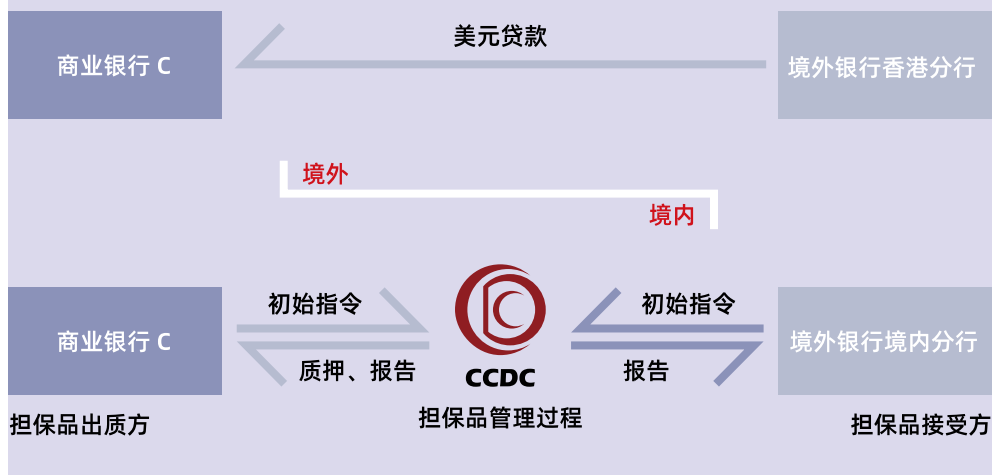 美元贷款
商业银行 C
境外银行香港分行
境外
境内
初始指令
初始指令
商业银行 C
境外银行境内分行
质押、报告
报告
CCDC
担保品出质方
担保品管理过程
担保品接受方